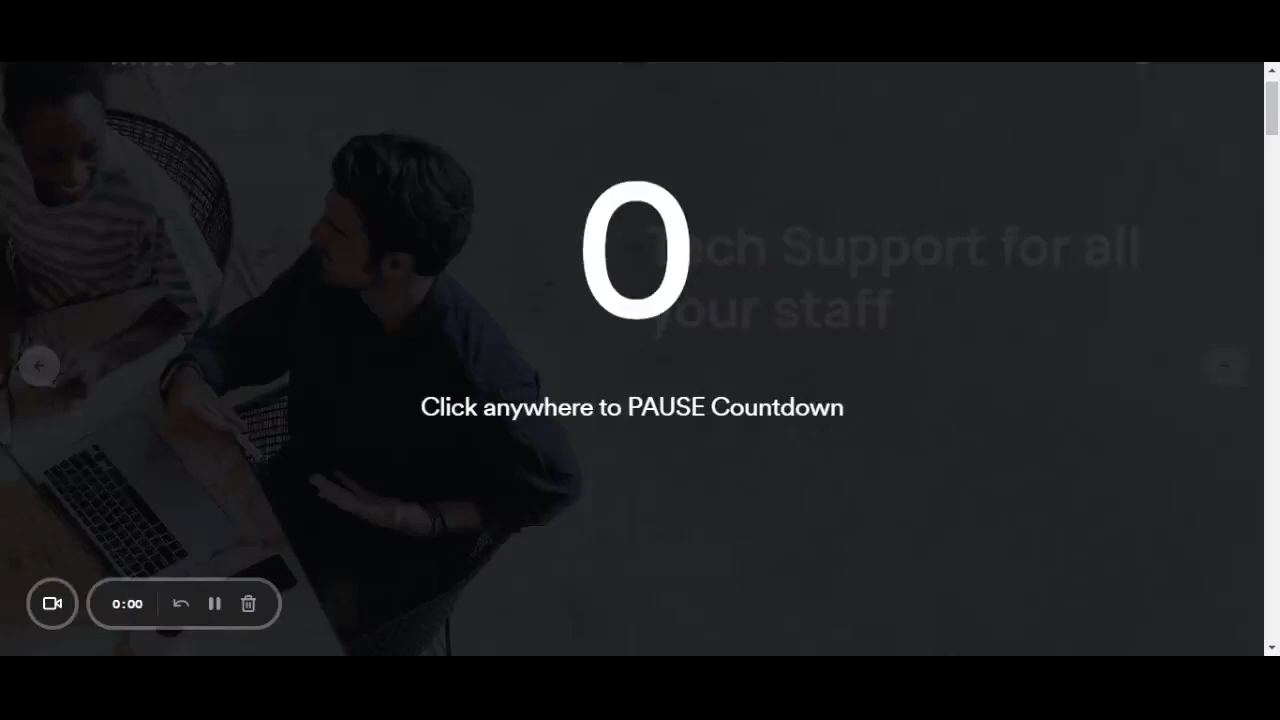 0
Tech Support for all
your staff
Click anywhere to PAUSE Countdown
0:00